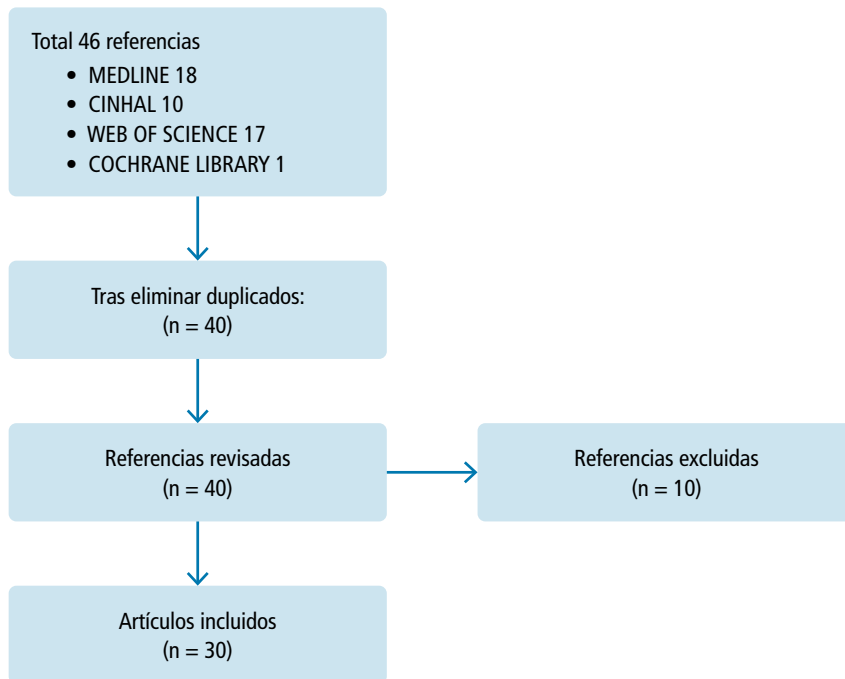 Total 46 referencias
• MEDLINE 18
• CINHAL 10
• WEB OF SCIENCE 17
• COCHRANE LIBRARY 1
Tras eliminar duplicados:
(n = 40)
Referencias revisadas
(n = 40)
Referencias excluidas
(n = 10)
Artículos incluidos
(n = 30)